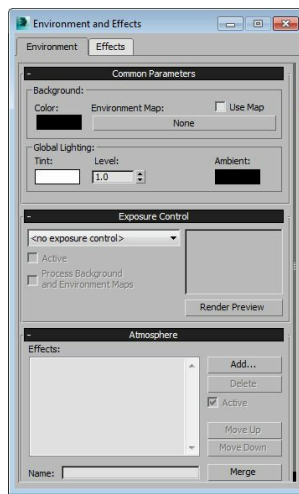 Environment and Effects
Environment Effects
- Common Parameters
Background:
Color: Environment Map: Use Map
None
Global Lighting:
Tint: Level: Ambient:
1.0
- Exposure Control
<no exposure control>
Active
Process Background
and Environment Maps
Render Preview
- Atmosphere
Effects:
Add...
Delete
Active
Move Up
Move Down
Name: Merge